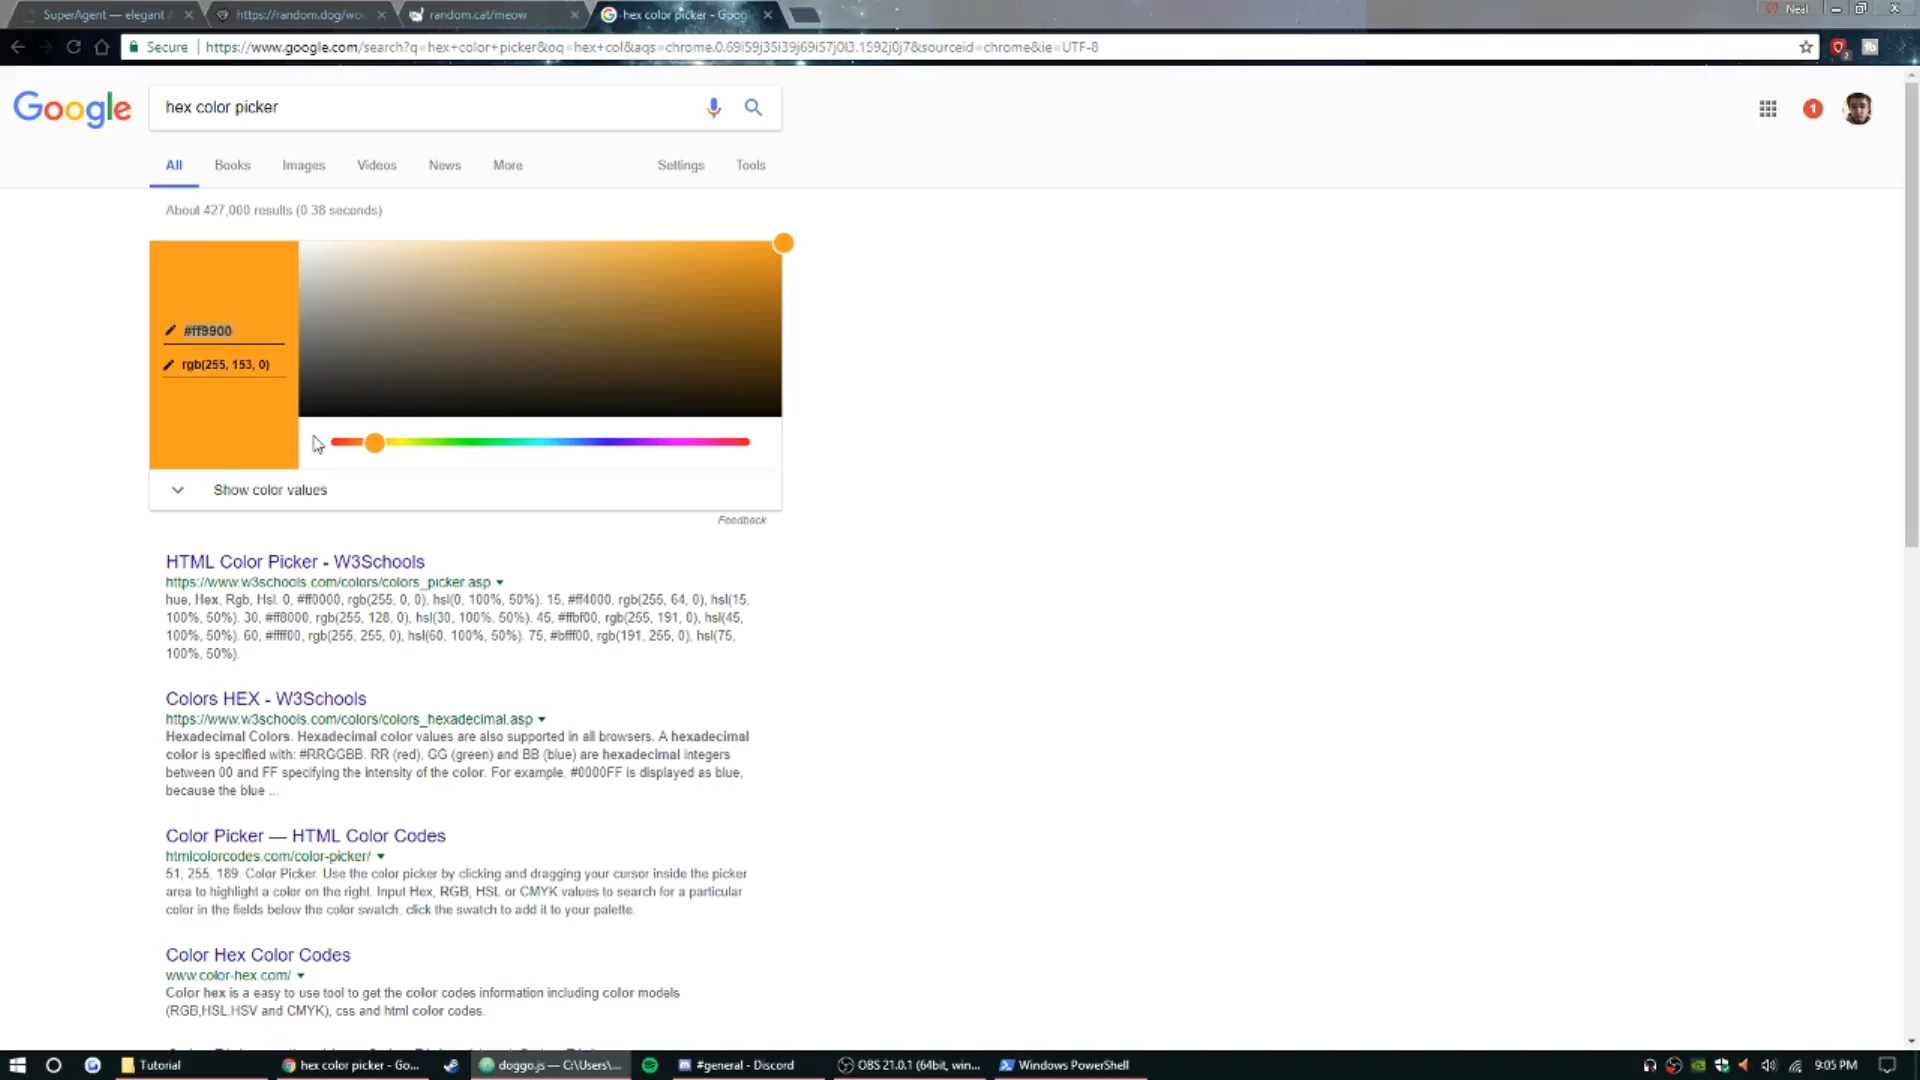 SuperAgent — elegant
https://random.dog/wo
random.cat/meow
hex color picker - Goog
Neal
Secure
https://www.google.com/search?q=hex+color+picker&oq=hex+col&aqs=chrome.0.69i59j35i39j69i57j0l3.1592j0j7&sourceid=chrome&ie=UTF-8
Google
hex color picker
1
All Books Images Videos News More Settings Tools
About 427,000 results (0.38 seconds)
#ff9900
rgb(255, 153, 0)
Show color values
Feedback
HTML Color Picker - W3Schools
https://www.w3schools.com/colors/colors_picker.asp
hue, Hex, Rgb, Hsl. 0, #ff0000, rgb(255, 0, 0), hsl(0, 100%, 50%). 15, #ff4000, rgb(255, 64, 0), hsl(15,
100%, 50%). 30, #ff8000, rgb(255, 128, 0), hsl(30, 100%, 50%). 45, #ffbf00, rgb(255, 191, 0), hsl(45,
100%, 50%). 60, #ffff00, rgb(255, 255, 0), hsl(60, 100%, 50%). 75, #bfff00, rgb(191, 255, 0), hsl(75,
100%, 50%).
Colors HEX - W3Schools
https://www.w3schools.com/colors/colors_hexadecimal.asp
Hexadecimal Colors. Hexadecimal color values are also supported in all browsers. A hexadecimal
color is specified with: #RRGGBB. RR (red), GG (green) and BB (blue) are hexadecimal integers
between 00 and FF specifying the intensity of the color. For example, #0000FF is displayed as blue,
because the blue ...
Color Picker — HTML Color Codes
htmlcolorcodes.com/color-picker/
51, 255, 189. Color Picker. Use the color picker by clicking and dragging your cursor inside the picker
area to highlight a color on the right. Input Hex, RGB, HSL or CMYK values to search for a particular
color in the fields below the color swatch, click the swatch to add it to your palette.
Color Hex Color Codes
www.color-hex.com/
Color hex is a easy to use tool to get the color codes information including color models
(RGB,HSL,HSV and CMYK), css and html color codes.
Tutorial
hex color picker - Go...
doggo.js — C:\Users\...
#general - Discord
OBS 21.0.1 (64bit, win...
Windows PowerShell
9:05 PM